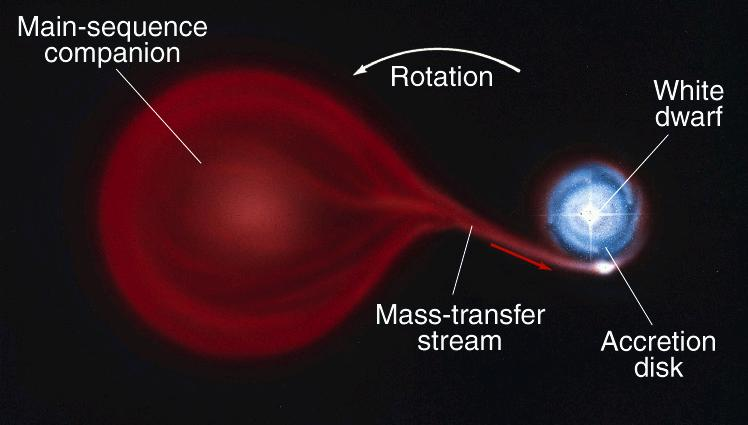 Main-sequence
companion
Rotation
White
dwarf
Mass-transfer
stream
Accretion
disk